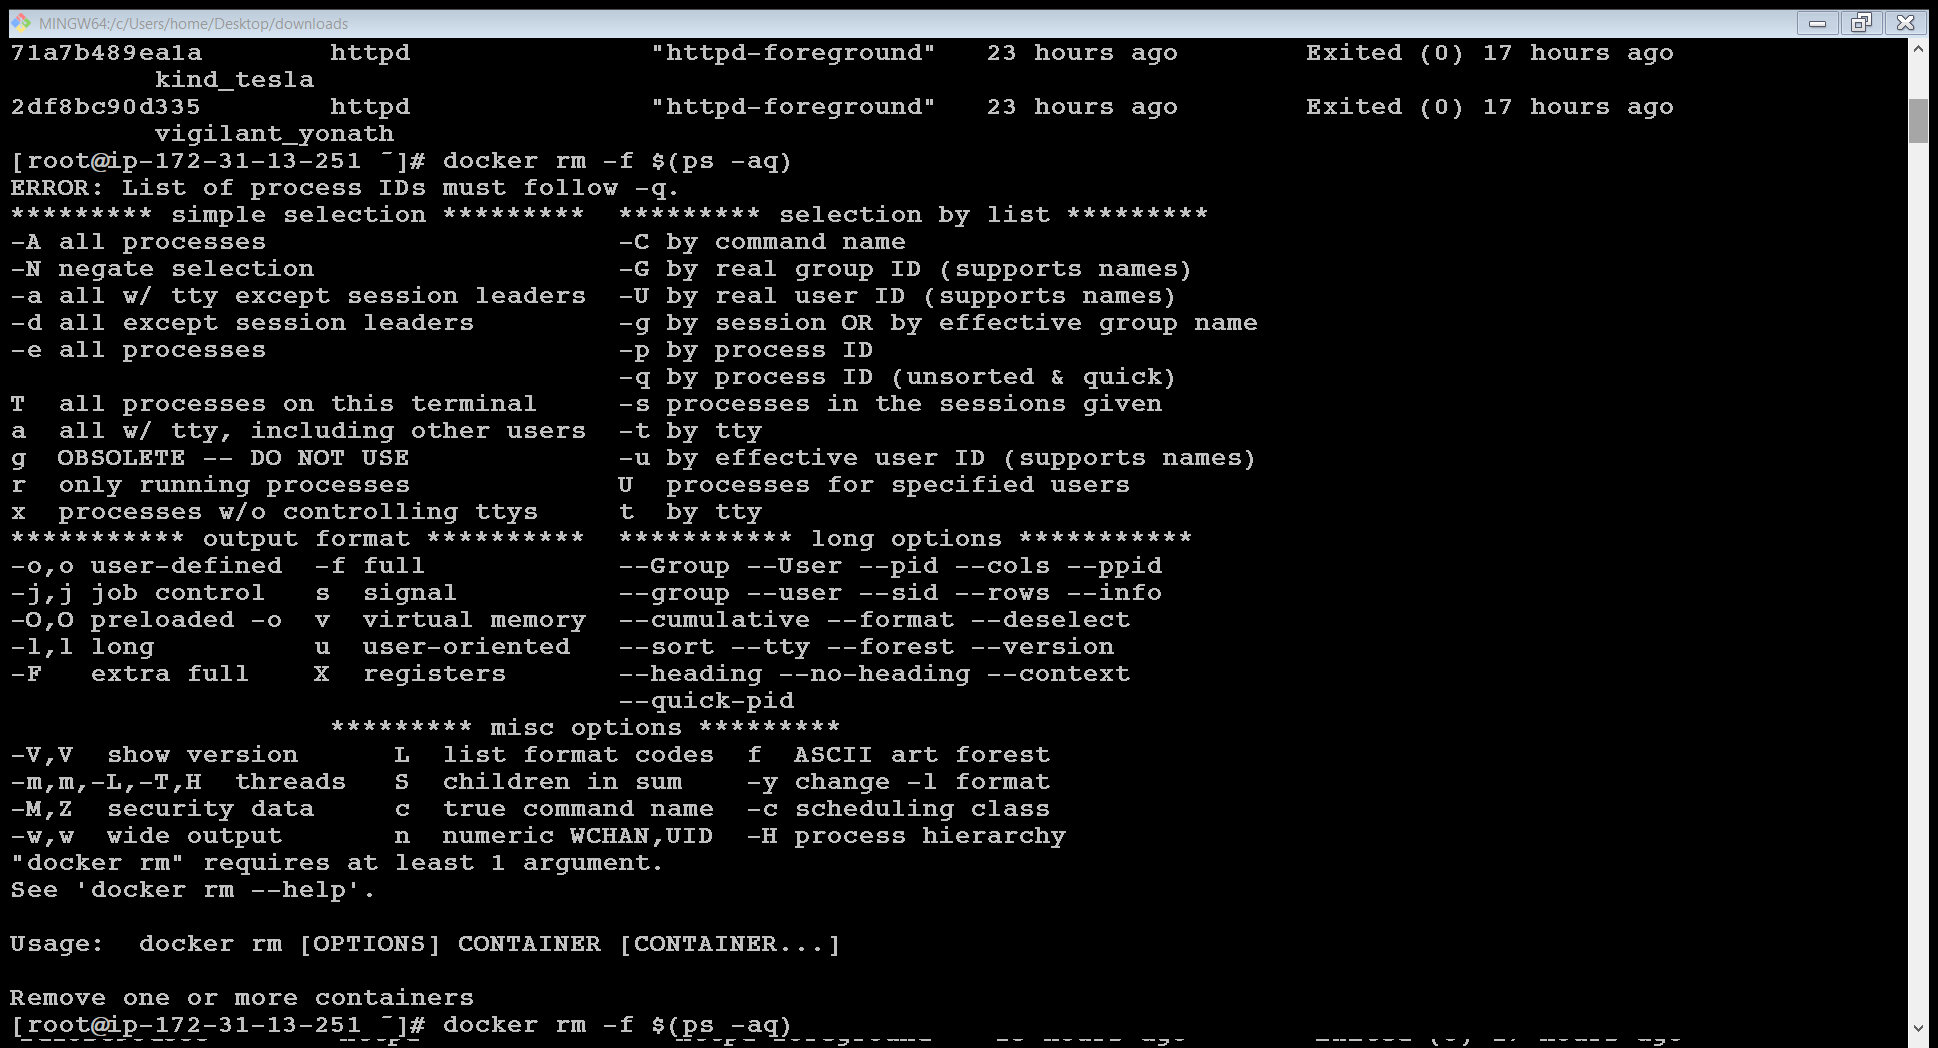 MINGW64:/c/Users/home/Desktop/downloads
71a7b489ea1a        httpd               "httpd-foreground"   23 hours ago        Exited (0) 17 hours ago
         kind_tesla
2df8bc90d335        httpd               "httpd-foreground"   23 hours ago        Exited (0) 17 hours ago
         vigilant_yonath
[root@ip-172-31-13-251 ~]# docker rm -f $(ps -aq)
ERROR: List of process IDs must follow -q.
********* simple selection *********  ********* selection by list *********
-A all processes                      -C by command name
-N negate selection                   -G by real group ID (supports names)
-a all w/ tty except session leaders  -U by real user ID (supports names)
-d all except session leaders         -g by session OR by effective group name
-e all processes                      -p by process ID
                                      -q by process ID (unsorted & quick)
T  all processes on this terminal     -s processes in the sessions given
a  all w/ tty, including other users  -t by tty
g  OBSOLETE -- DO NOT USE             -u by effective user ID (supports names)
r  only running processes             U  processes for specified users
x  processes w/o controlling ttys     t  by tty
*********** output format **********  *********** long options ***********
-o,o user-defined  -f full            --Group --User --pid --cols --ppid
-j,j job control   s  signal          --group --user --sid --rows --info
-O,O preloaded -o  v  virtual memory  --cumulative --format --deselect
-l,l long          u  user-oriented   --sort --tty --forest --version
-F   extra full    X  registers       --heading --no-heading --context
                                      --quick-pid
                    ********* misc options *********
-V,V  show version      L  list format codes  f  ASCII art forest
-m,m,-L,-T,H  threads   S  children in sum    -y change -l format
-M,Z  security data     c  true command name  -c scheduling class
-w,w  wide output       n  numeric WCHAN,UID  -H process hierarchy
"docker rm" requires at least 1 argument.
See 'docker rm --help'.
Usage:  docker rm [OPTIONS] CONTAINER [CONTAINER...]
Remove one or more containers
[root@ip-172-31-13-251 ~]# docker rm -f $(ps -aq)